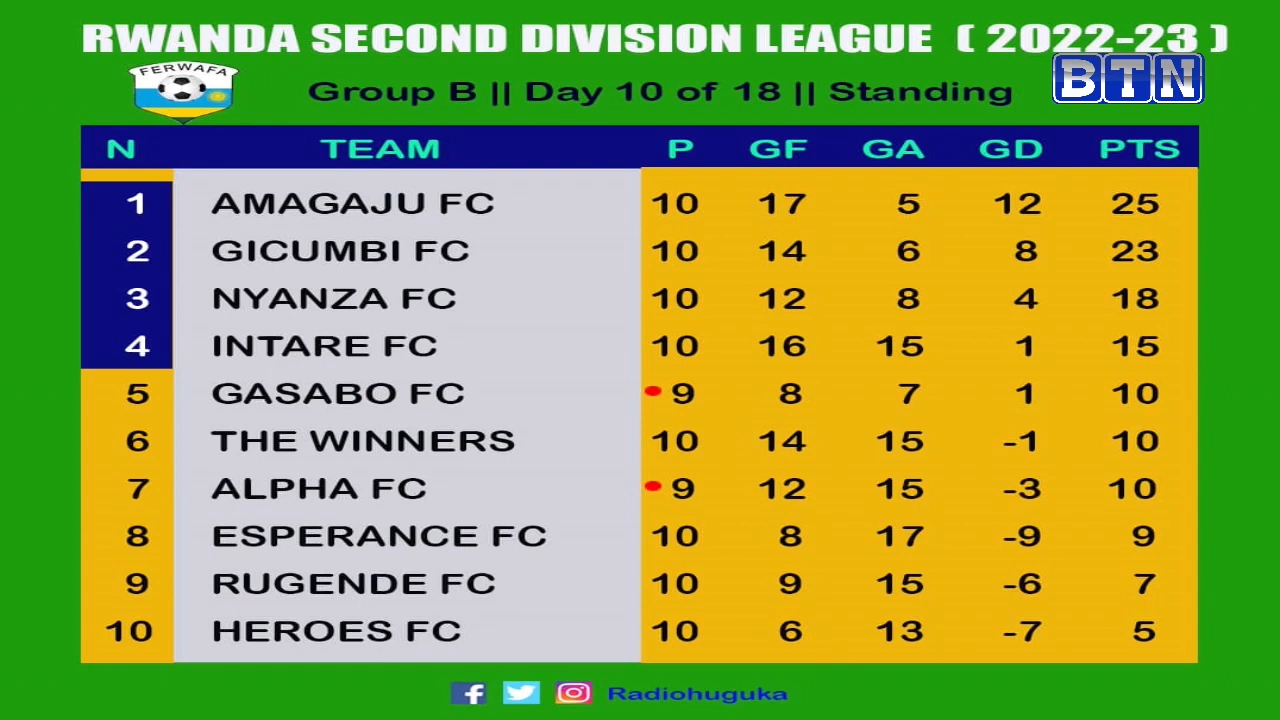 RWANDA SECOND DIVISION LEAGUE ( 2022-23 )
FERWAFA
Group B || Day 10 of 18 || Standing
BTN
N TEAM P GF GA GD PTS
1 AMAGAJU FC 10 17 5 12 25
2 GICUMBI FC 10 14 6 8 23
3 NYANZA FC 10 12 8 4 18
4 INTARE FC 10 16 15 1 15
5 GASABO FC 9 8 7 1 10
6 THE WINNERS 10 14 15 -1 10
7 ALPHA FC 9 12 15 -3 10
8 ESPERANCE FC 10 8 17 -9 9
9 RUGENDE FC 10 9 15 -6 7
10 HEROES FC 10 6 13 -7 5
Radiohuguka